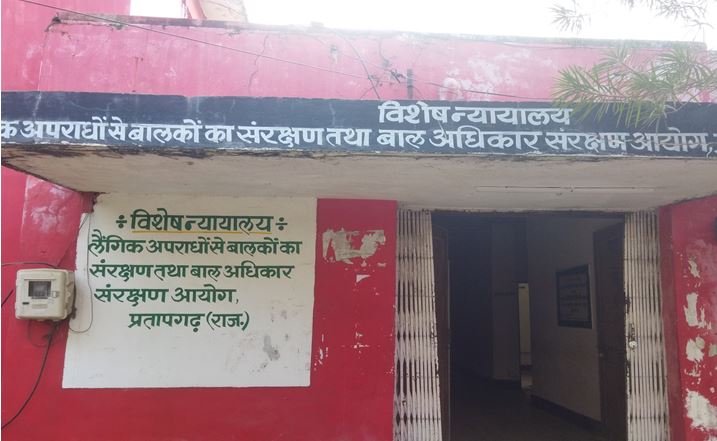 विशेष न्यायालय
क अपराधों से बालकों का संरक्षण तथा बाल अधिकार संरक्षम आयोग,
÷ विशेष न्यायालय ÷
लैंगिक अपराधों से बालकों का
संरक्षण तथा बाल अधिकार
संरक्षण आयोग,
प्रतापगढ़ (राज.)